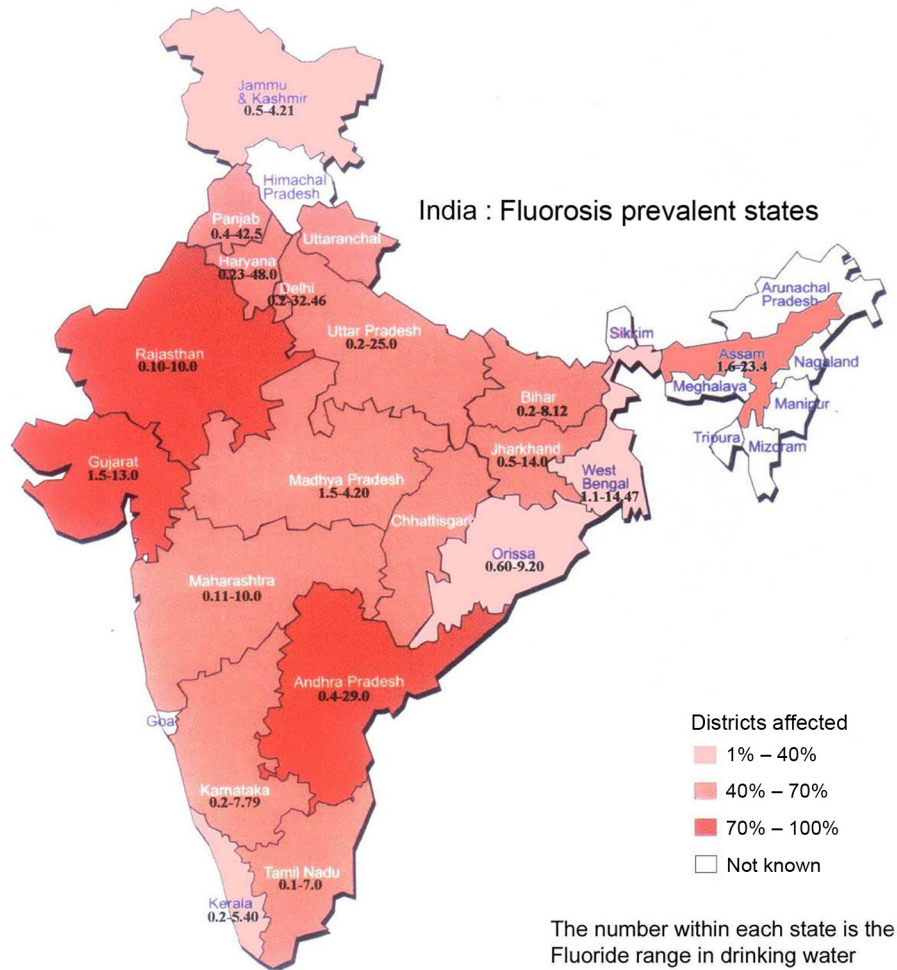 Jammu
& Kashmir
0.5-4.21
Himachal
Pradesh
India : Fluorosis prevalent states
Panjab
0.4-42.5
Uttaranchal
Haryana
0.23-48.0
Delhi
0.2-32.46
Arunachal
Pradesh
Uttar Pradesh
0.2-25.0
Sikkim
Rajasthan
0.10-10.0
Assam
1.6-23.4
Nagaland
Meghalaya
Bihar
0.2-8.12
Manipur
Tripura
Mizoram
Jharkhand
0.5-14.0
Gujarat
1.5-13.0
Madhya Pradesh
1.5-4.20
West
Bengal
1.1-14.47
Chhattisgarh
Orissa
0.60-9.20
Maharashtra
0.11-10.0
Andhra Pradesh
0.4-29.0
Goa
Karnataka
0.2-7.79
Tamil Nadu
0.1-7.0
Kerala
0.2-5.40
Districts affected
1% – 40%
40% – 70%
70% – 100%
Not known
The number within each state is the
Fluoride range in drinking water